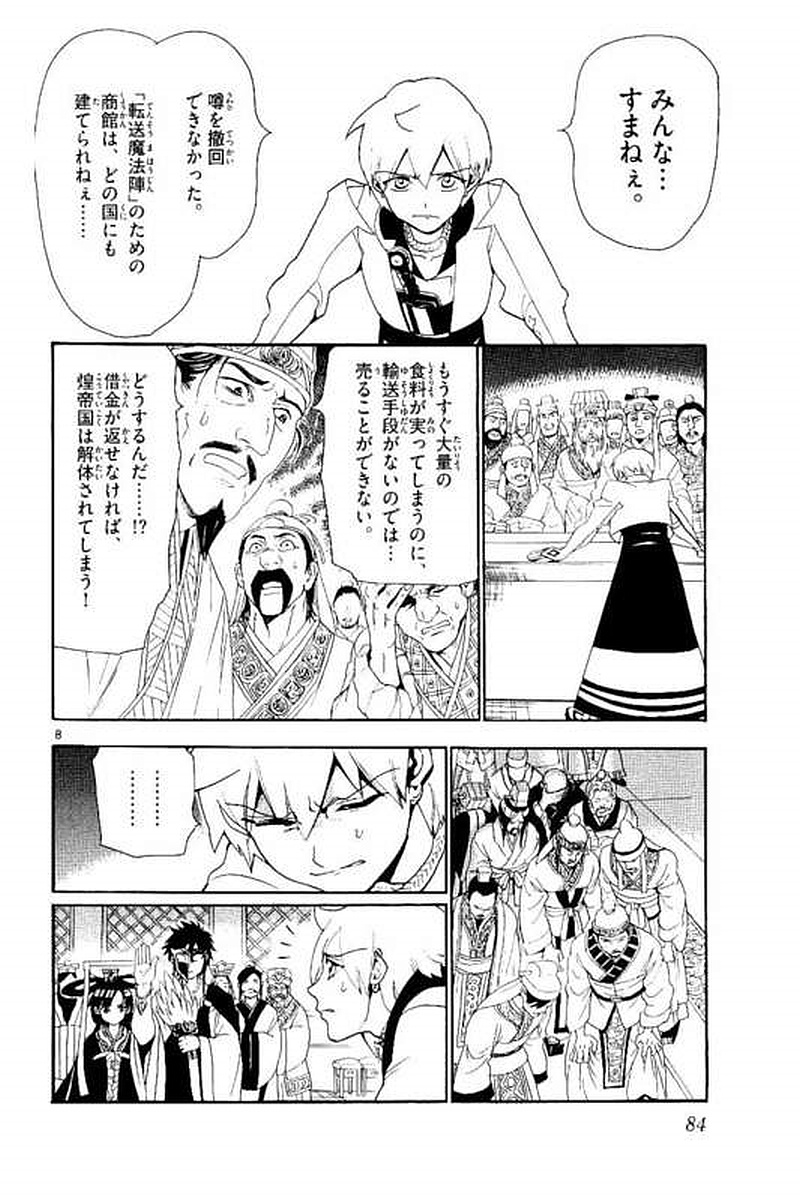 みんな…
すまねぇ。
噂を撤回
できなかった。
「転送魔法陣」のための
商館は、どの国にも
建てられねぇ……
もうすぐ大量の
食料が実ってしまうのに、
輸送手段がないのでは…
売ることができない。
どうするんだ……!?
借金が返せなければ、
煌帝国は解体されてしまう！
8
………
………
84